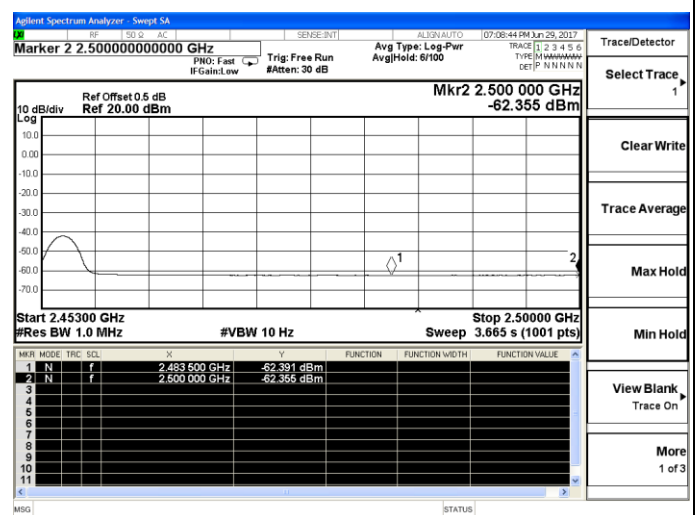 Agilent Spectrum Analyzer - Swept SA
RF 50 Ω AC SENSE:INT ALIGN AUTO 07:08:44 PM Jun 29, 2017
Marker 2 2.500000000000 GHz
PNO: Fast
IFGain:Low
Trig: Free Run
#Atten: 30 dB
Avg Type: Log-Pwr
Avg|Hold: 6/100
TRACE 1 2 3 4 5 6
TYPE MWWWWW
DET P N N N N N
Trace/Detector
Select Trace
1
Clear Write
Trace Average
Max Hold
Min Hold
View Blank
Trace On
More
1 of 3
Mkr2 2.500 000 GHz
-62.355 dBm
Ref Offset 0.5 dB
10 dB/div Ref 20.00 dBm
Log
10.0
0.00
-10.0
-20.0
-30.0
-40.0
-50.0
-60.0
-70.0
1
2
Start 2.45300 GHz Stop 2.50000 GHz
#Res BW 1.0 MHz #VBW 10 Hz Sweep 3.665 s (1001 pts)
MKR MODE TRC SCL X Y FUNCTION FUNCTION WIDTH FUNCTION VALUE
1 N f 2.483 500 GHz -62.391 dBm
2 N f 2.500 000 GHz -62.355 dBm
3
4
5
6
7
8
9
10
11
MSG STATUS